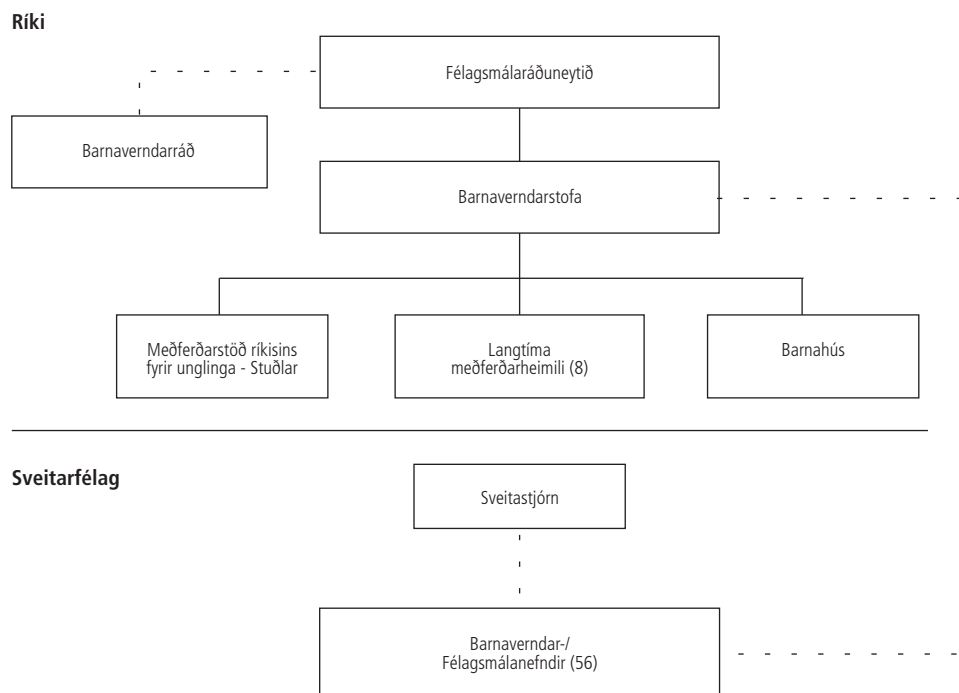 Ríki
Félagsmálaráðuneytið
Barnaverndarráð
Barnaverndarstofa
Meðferðarstöð ríkisins
fyrir unglinga - Stuðlar
Langtíma
meðferðarheimili (8)
Barnahús
Sveitarfélag
Sveitastjórn
Barnaverndar-/
Félagsmálanefndir (56)